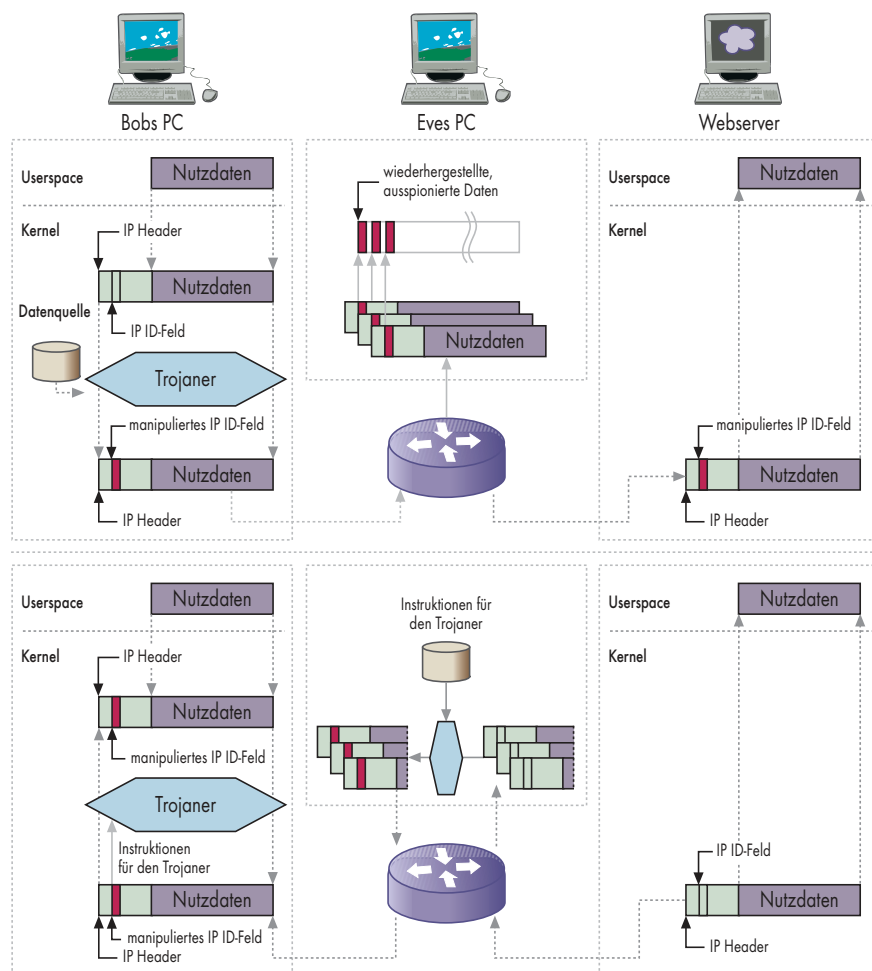 Bobs PC
Eves PC
Webserver
Userspace
Nutzdaten
Kernel
IP Header
Nutzdaten
IP ID-Feld
Datenquelle
Trojaner
manipuliertes IP ID-Feld
Nutzdaten
IP Header
wiederhergestellte,
ausspionierte Daten
Nutzdaten
Userspace
Nutzdaten
Kernel
manipuliertes IP ID-Feld
Nutzdaten
IP Header
Userspace
Nutzdaten
Kernel
IP Header
Nutzdaten
manipuliertes IP ID-Feld
Trojaner
Instruktionen
für den Trojaner
Nutzdaten
manipuliertes IP ID-Feld
IP Header
Instruktionen für
den Trojaner
Userspace
Nutzdaten
Kernel
IP ID-Feld
Nutzdaten
IP Header